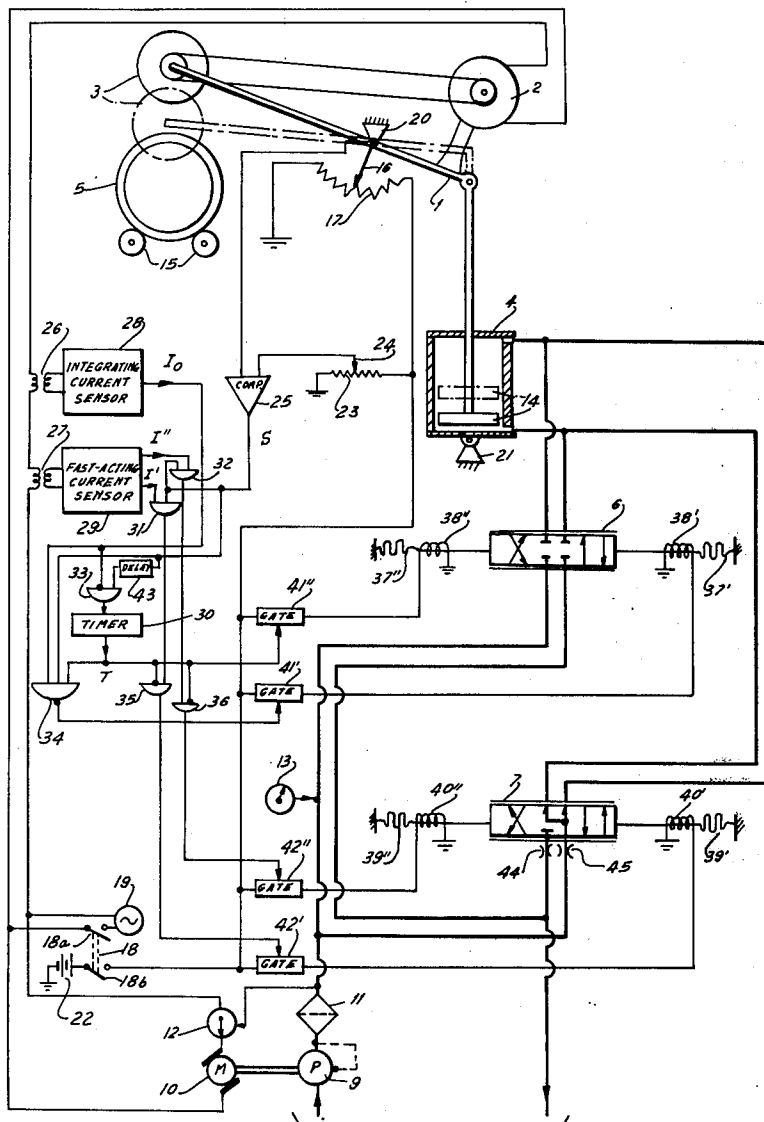 3
20
2
5
16
17
1
15
4
26
28
INTEGRATING
CURRENT
SENSOR
I₀
24
COMP.
25
23
14
S
21
27
FAST-ACTING
CURRENT
SENSOR
29
I"
I'
32
31
6
38"
38'
37"
37'
33
DELAY
43
TIMER
30
41"
GATE
T
41'
GATE
34
35
36
13
7
40"
40'
39"
39'
44
45
42"
GATE
19
18a
18
42'
GATE
22
18b
11
12
M
10
P
9